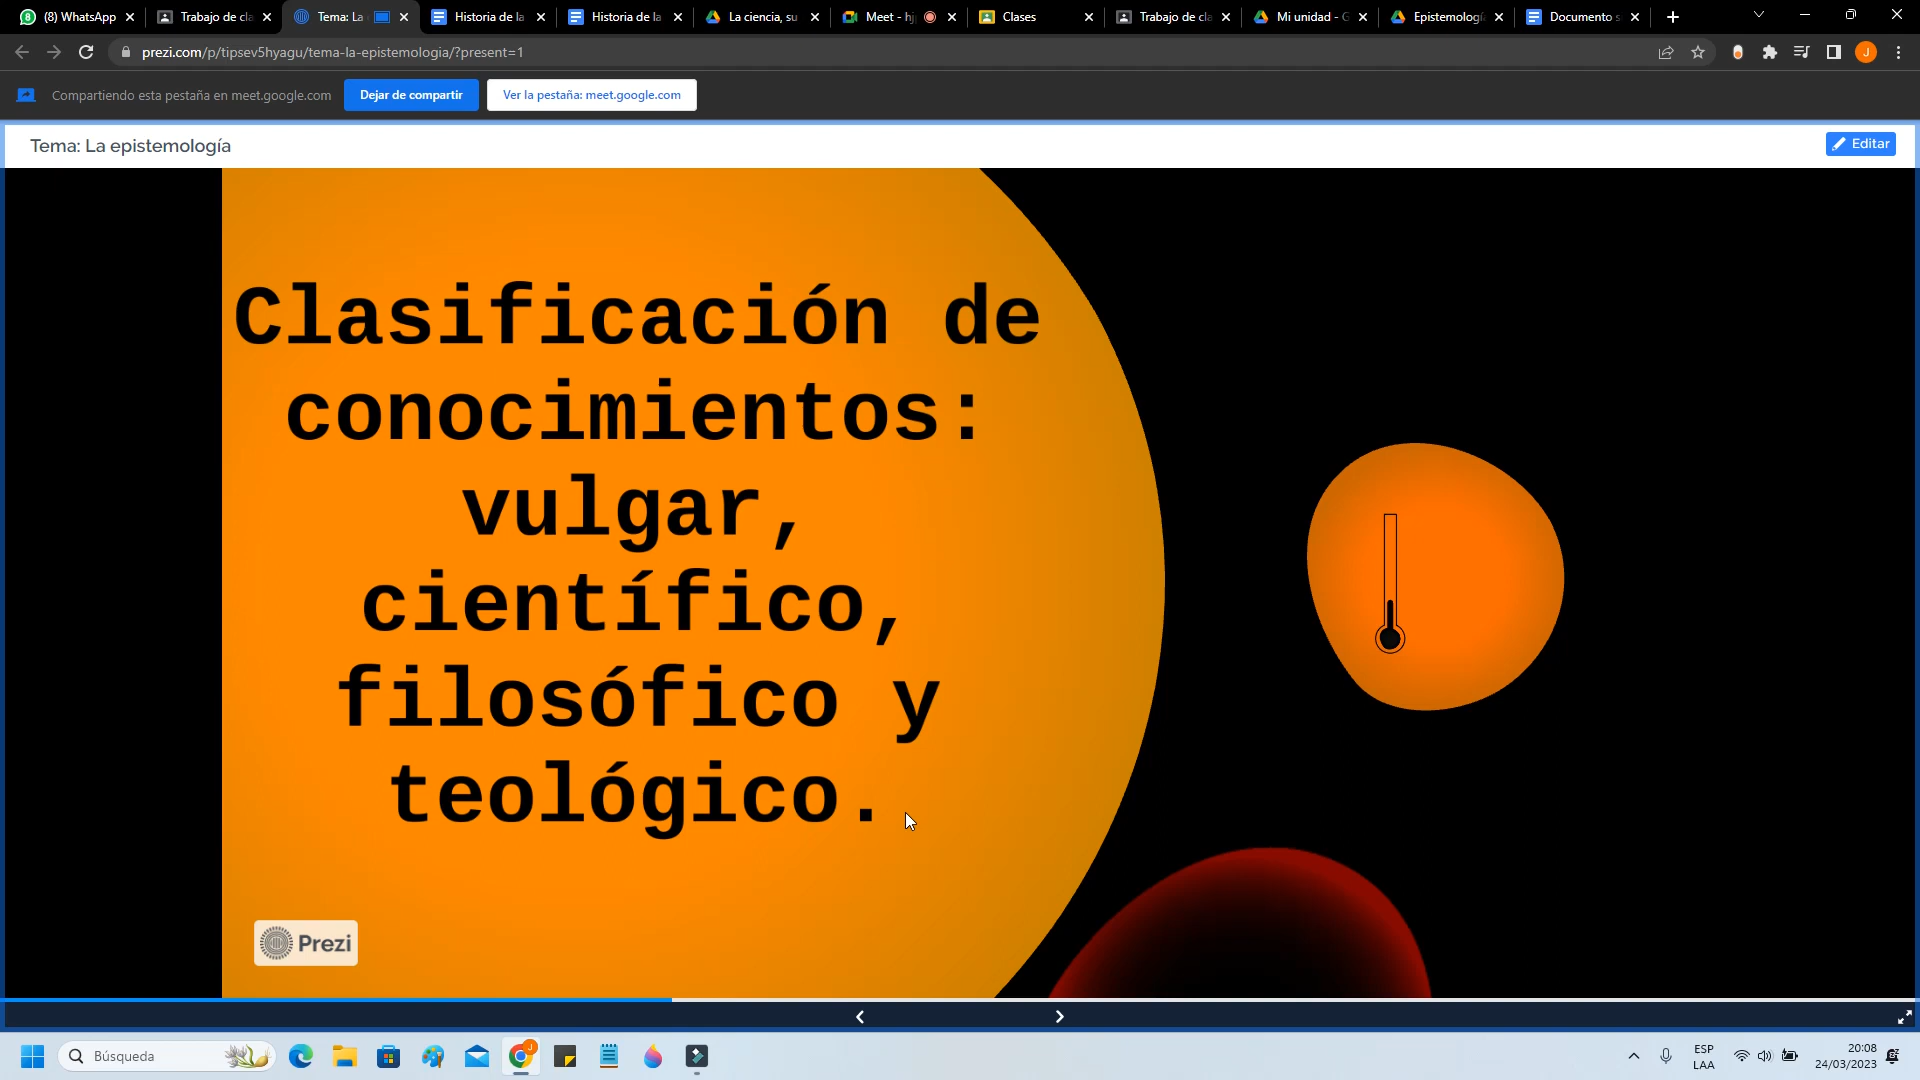 (8) WhatsApp
Trabajo de cla
Tema: La
Historia de la
Historia de la
La ciencia, su
Meet - hj
Clases
Trabajo de cla
Mi unidad - G
Epistemologí
Documento s
prezi.com/p/tipsev5hyagu/tema-la-epistemologia/?present=1
J
Compartiendo esta pestaña en meet.google.com
Dejar de compartir
Ver la pestaña: meet.google.com
Tema: La epistemología
Editar
Clasificación de
conocimientos:
vulgar,
científico,
filosófico y
teológico.
Prezi
Búsqueda
J
ESP
LAA
20:08
24/03/2023